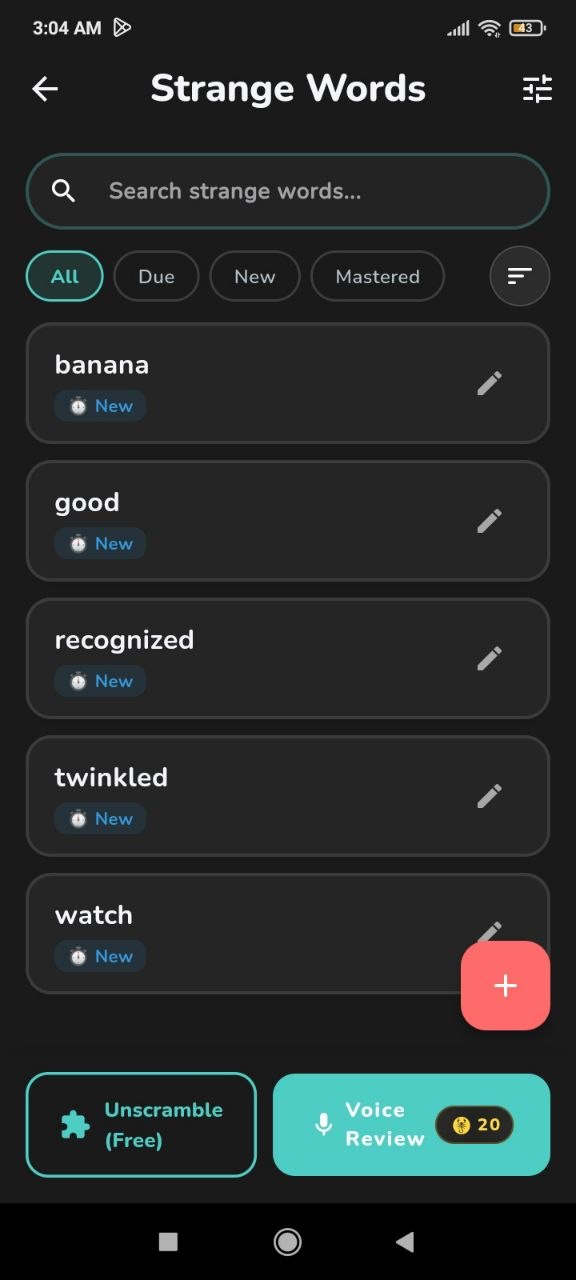 3:04 AM
43
Strange Words
Search strange words...
All
Due
New
Mastered
banana
New
good
New
recognized
New
twinkled
New
watch
New
+
Unscramble
(Free)
Voice
Review
20